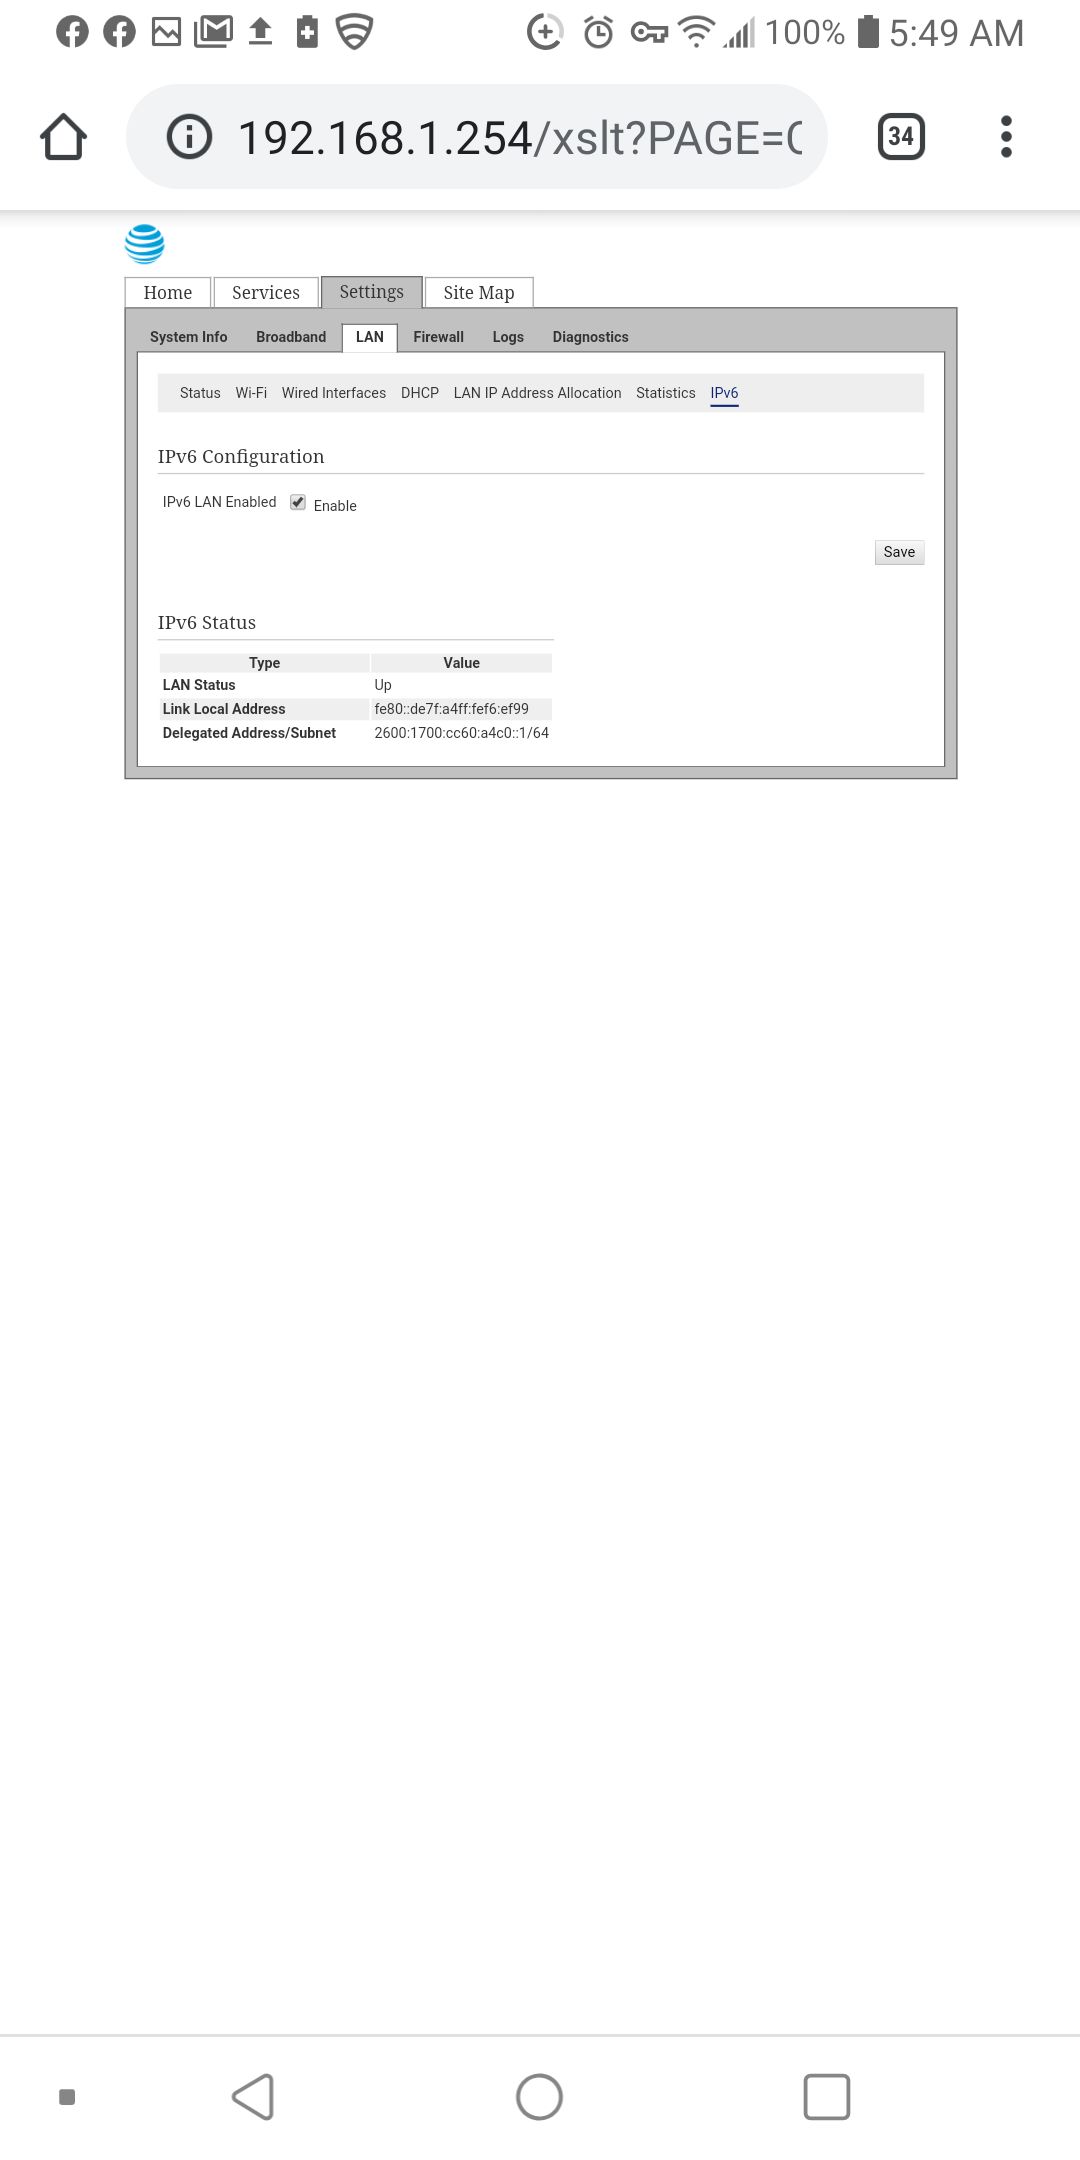 100% 5:49 AM
192.168.1.254/xslt?PAGE=
34
Home Services Settings Site Map
System Info Broadband LAN Firewall Logs Diagnostics
Status Wi-Fi Wired Interfaces DHCP LAN IP Address Allocation Statistics IPv6
IPv6 Configuration
IPv6 LAN Enabled Enable
Save
IPv6 Status
Type Value
LAN Status Up
Link Local Address fe80::de7f:a4ff:fef6:ef99
Delegated Address/Subnet 2600:1700:cc60:a4c0::1/64